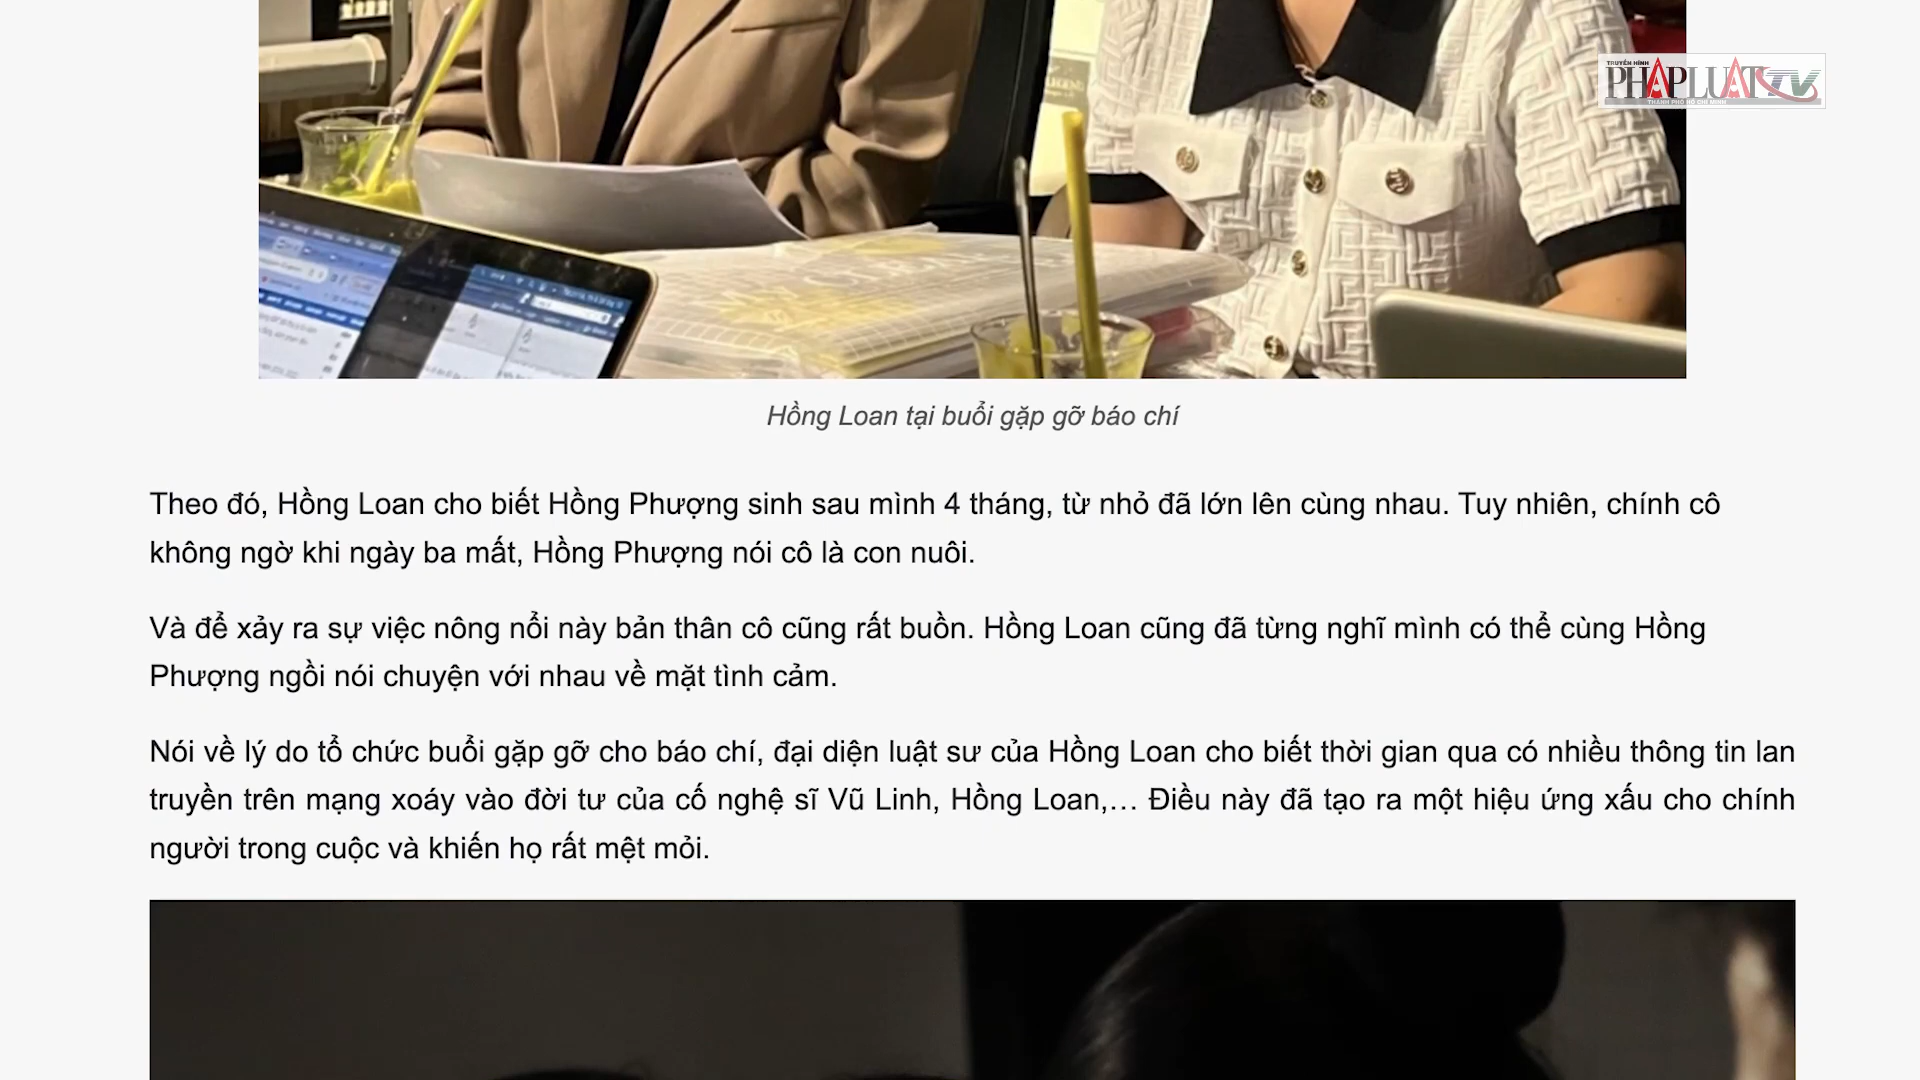 TRUYỀN HÌNH
PHÁP LUẬT TV
THÀNH PHỐ HỒ CHÍ MINH
Hồng Loan tại buổi gặp gỡ báo chí
Theo đó, Hồng Loan cho biết Hồng Phượng sinh sau mình 4 tháng, từ nhỏ đã lớn lên cùng nhau. Tuy nhiên, chính cô
không ngờ khi ngày ba mất, Hồng Phượng nói cô là con nuôi.
Và để xảy ra sự việc nông nổi này bản thân cô cũng rất buồn. Hồng Loan cũng đã từng nghĩ mình có thể cùng Hồng
Phượng ngồi nói chuyện với nhau về mặt tình cảm.
Nói về lý do tổ chức buổi gặp gỡ cho báo chí, đại diện luật sư của Hồng Loan cho biết thời gian qua có nhiều thông tin lan
truyền trên mạng xoáy vào đời tư của cố nghệ sĩ Vũ Linh, Hồng Loan,… Điều này đã tạo ra một hiệu ứng xấu cho chính
người trong cuộc và khiến họ rất mệt mỏi.